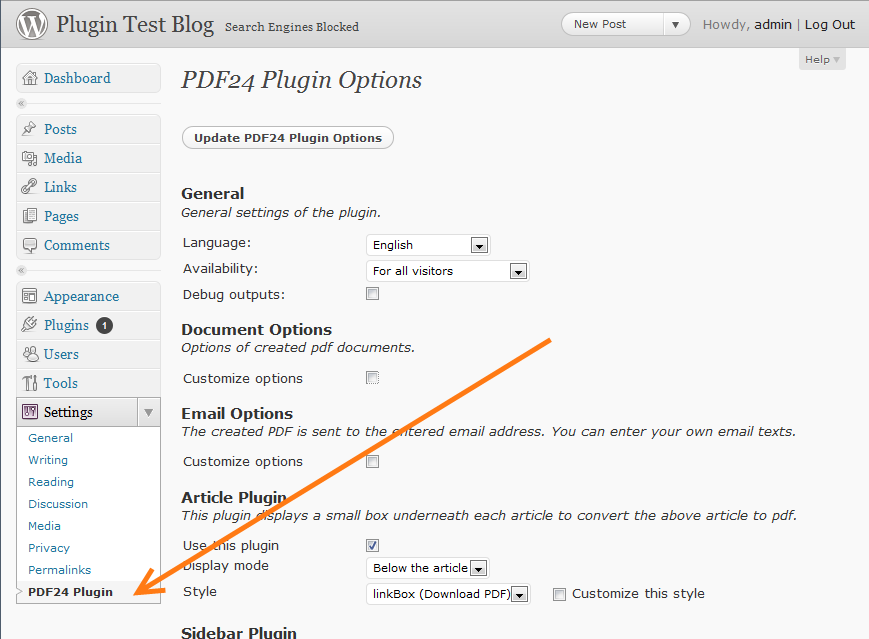 Plugin Test Blog Search Engines Blocked
New Post
Howdy, admin | Log Out
Help
Dashboard
Posts
Media
Links
Pages
Comments
Appearance
Plugins 1
Users
Tools
Settings
General
Writing
Reading
Discussion
Media
Privacy
Permalinks
PDF24 Plugin
PDF24 Plugin Options
Update PDF24 Plugin Options
General
General settings of the plugin.
Language: English
Availability: For all visitors
Debug outputs:
Document Options
Options of created pdf documents.
Customize options
Email Options
The created PDF is sent to the entered email address. You can enter your own email texts.
Customize options
Article Plugin
This plugin displays a small box underneath each article to convert the above article to pdf.
Use this plugin
Display mode Below the article
Style linkBox (Download PDF) Customize this style
Sidebar Plugin